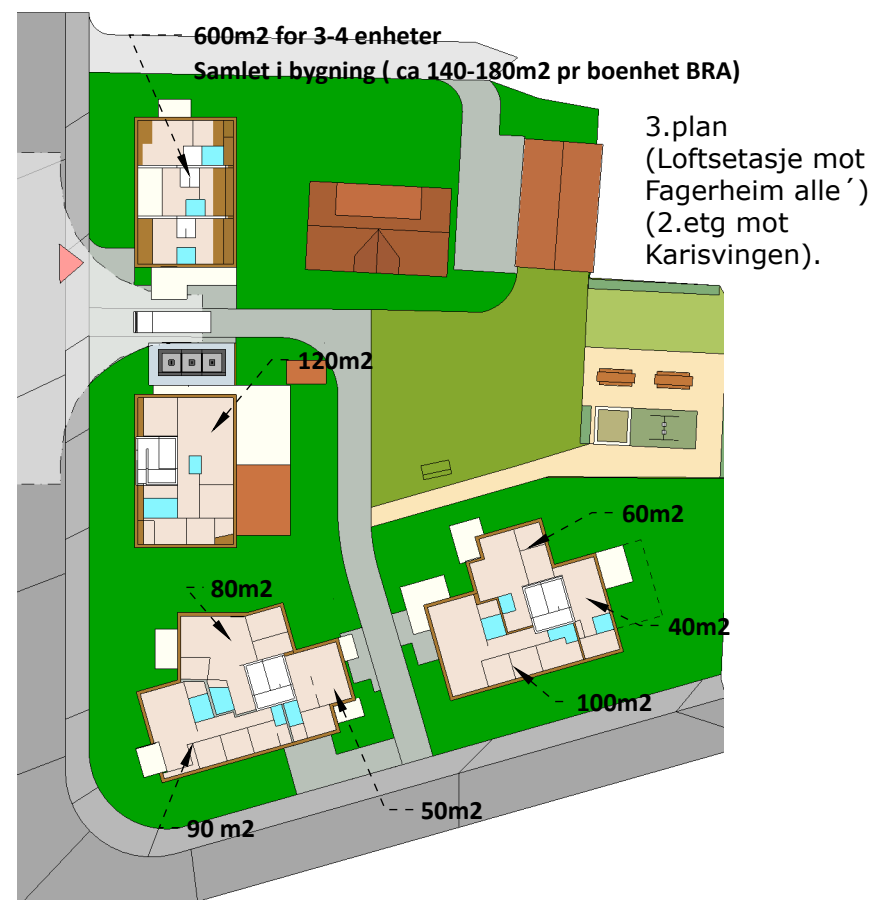 600m2 for 3-4 enheter
Samlet i bygning ( ca 140-180m2 pr boenhet BRA)
3.plan
(Loftsetasje mot
Fagerheim alle´)
(2.etg mot
Karisvingen).
120m2
60m2
80m2
40m2
100m2
50m2
90 m2